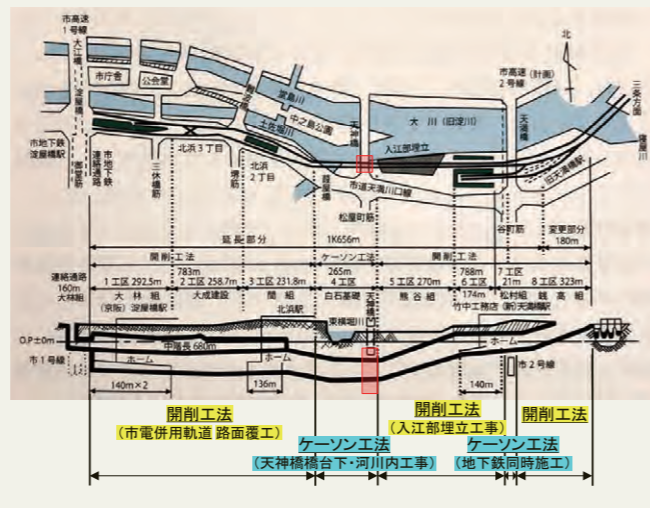 市高速
1号線
大江橋
淀屋橋
市庁舎
公会堂
難波橋
堂島川
中之島公園
土佐堀川
天神橋
大 川(旧淀川)
北
市高速(計画)
2号線
天満橋
三条方面
寝屋川
旧天満橋
入江部埋立
市道天満川口線
市地下鉄
淀屋橋駅
御堂筋
市地下鉄
連絡通路
三休橋筋
北浜3丁目
堺筋
北浜
2丁目
葭屋橋
松屋町筋
谷町筋
変更部分
180m
延長部分 1K656m
開削工法
ケーソン工法
開削工法
連絡通路
160m
大林組
783m
265m
788m
7工区
1工区 292.5m
2工区 258.7m
3工区 231.8m
4工区
5工区 270m
6工区
174m
21m
8工区 323m
大林組
大成建設
間組
白石基礎
天神橋
熊谷組
竹中工務店
松村組
銭高組
(京阪)淀屋橋駅
北浜駅
東横堀川
(新)天満橋駅
O.P±0m
中階長 680m
ホーム
ホーム
ホーム
市1号線
市2号線
140m×2
136m
140m
開削工法
(市電併用軌道 路面覆工)
開削工法
(入江部埋立工事)
開削工法
ケーソン工法
(天神橋橋台下・河川内工事)
ケーソン工法
(地下鉄同時施工)